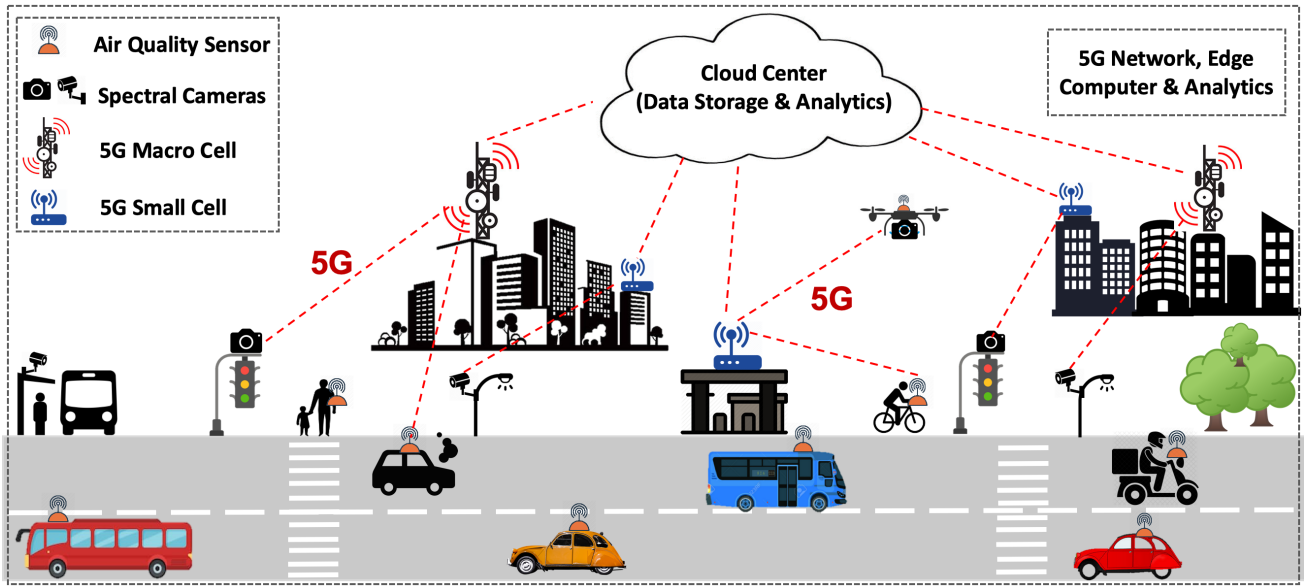 Air Quality Sensor
Spectral Cameras
5G Macro Cell
5G Small Cell
Cloud Center
(Data Storage & Analytics)
5G Network, Edge
Computer & Analytics
5G
5G